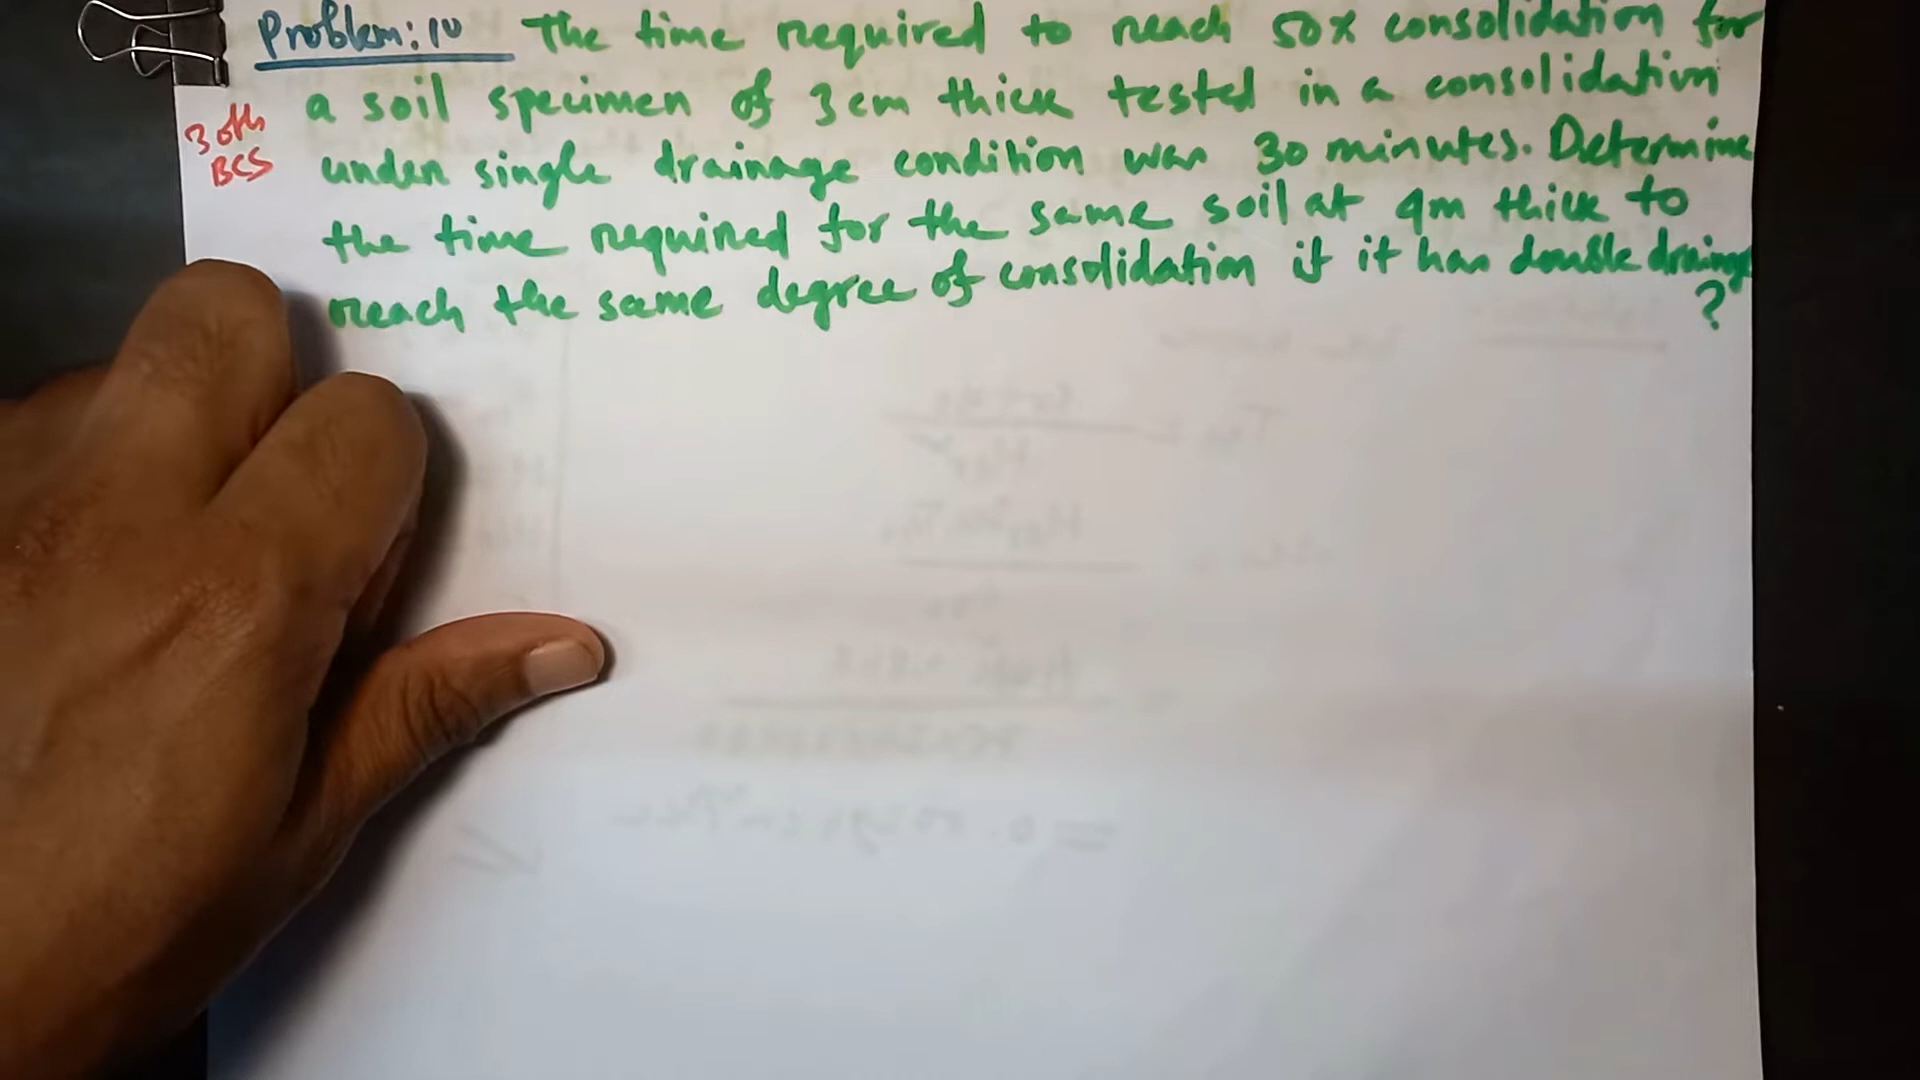 Problem: 10 The time required to reach 50% consolidation for
30th BCS
a soil specimen of 3 cm thick tested in a consolidation
under single drainage condition was 30 minutes. Determine
the time required for the same soil at 4m thick to
reach the same degree of consolidation if it has double drainage
?